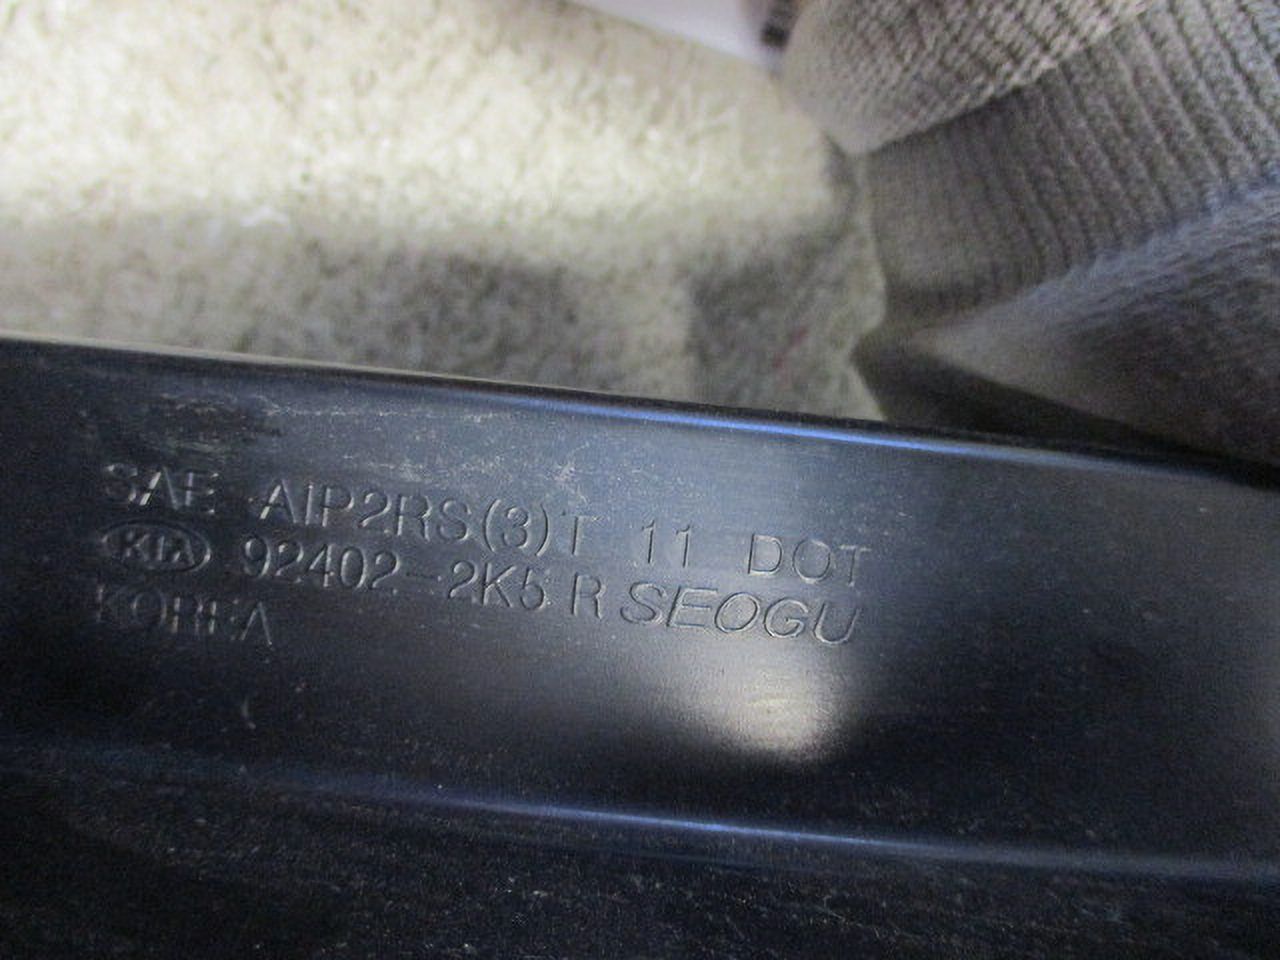 SAE AIP2RS(3)T 11 DOT
KIA 92402-2K5 R SEOGU
KOREA